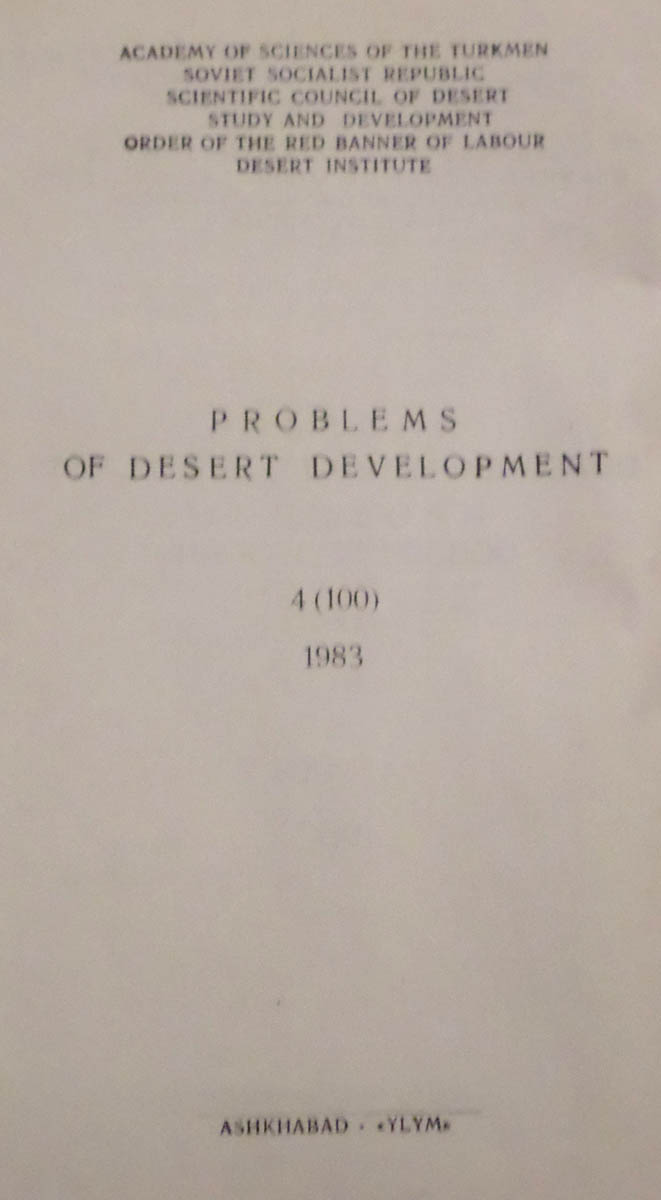 ACADEMY OF SCIENCES OF THE TURKMEN
SOVIET SOCIALIST REPUBLIC
SCIENTIFIC COUNCIL OF DESERT
STUDY AND DEVELOPMENT
ORDER OF THE RED BANNER OF LABOUR
DESERT INSTITUTE
PROBLEMS
OF DESERT DEVELOPMENT
4 (100)
1983
ASHKHABAD · «YLYM»